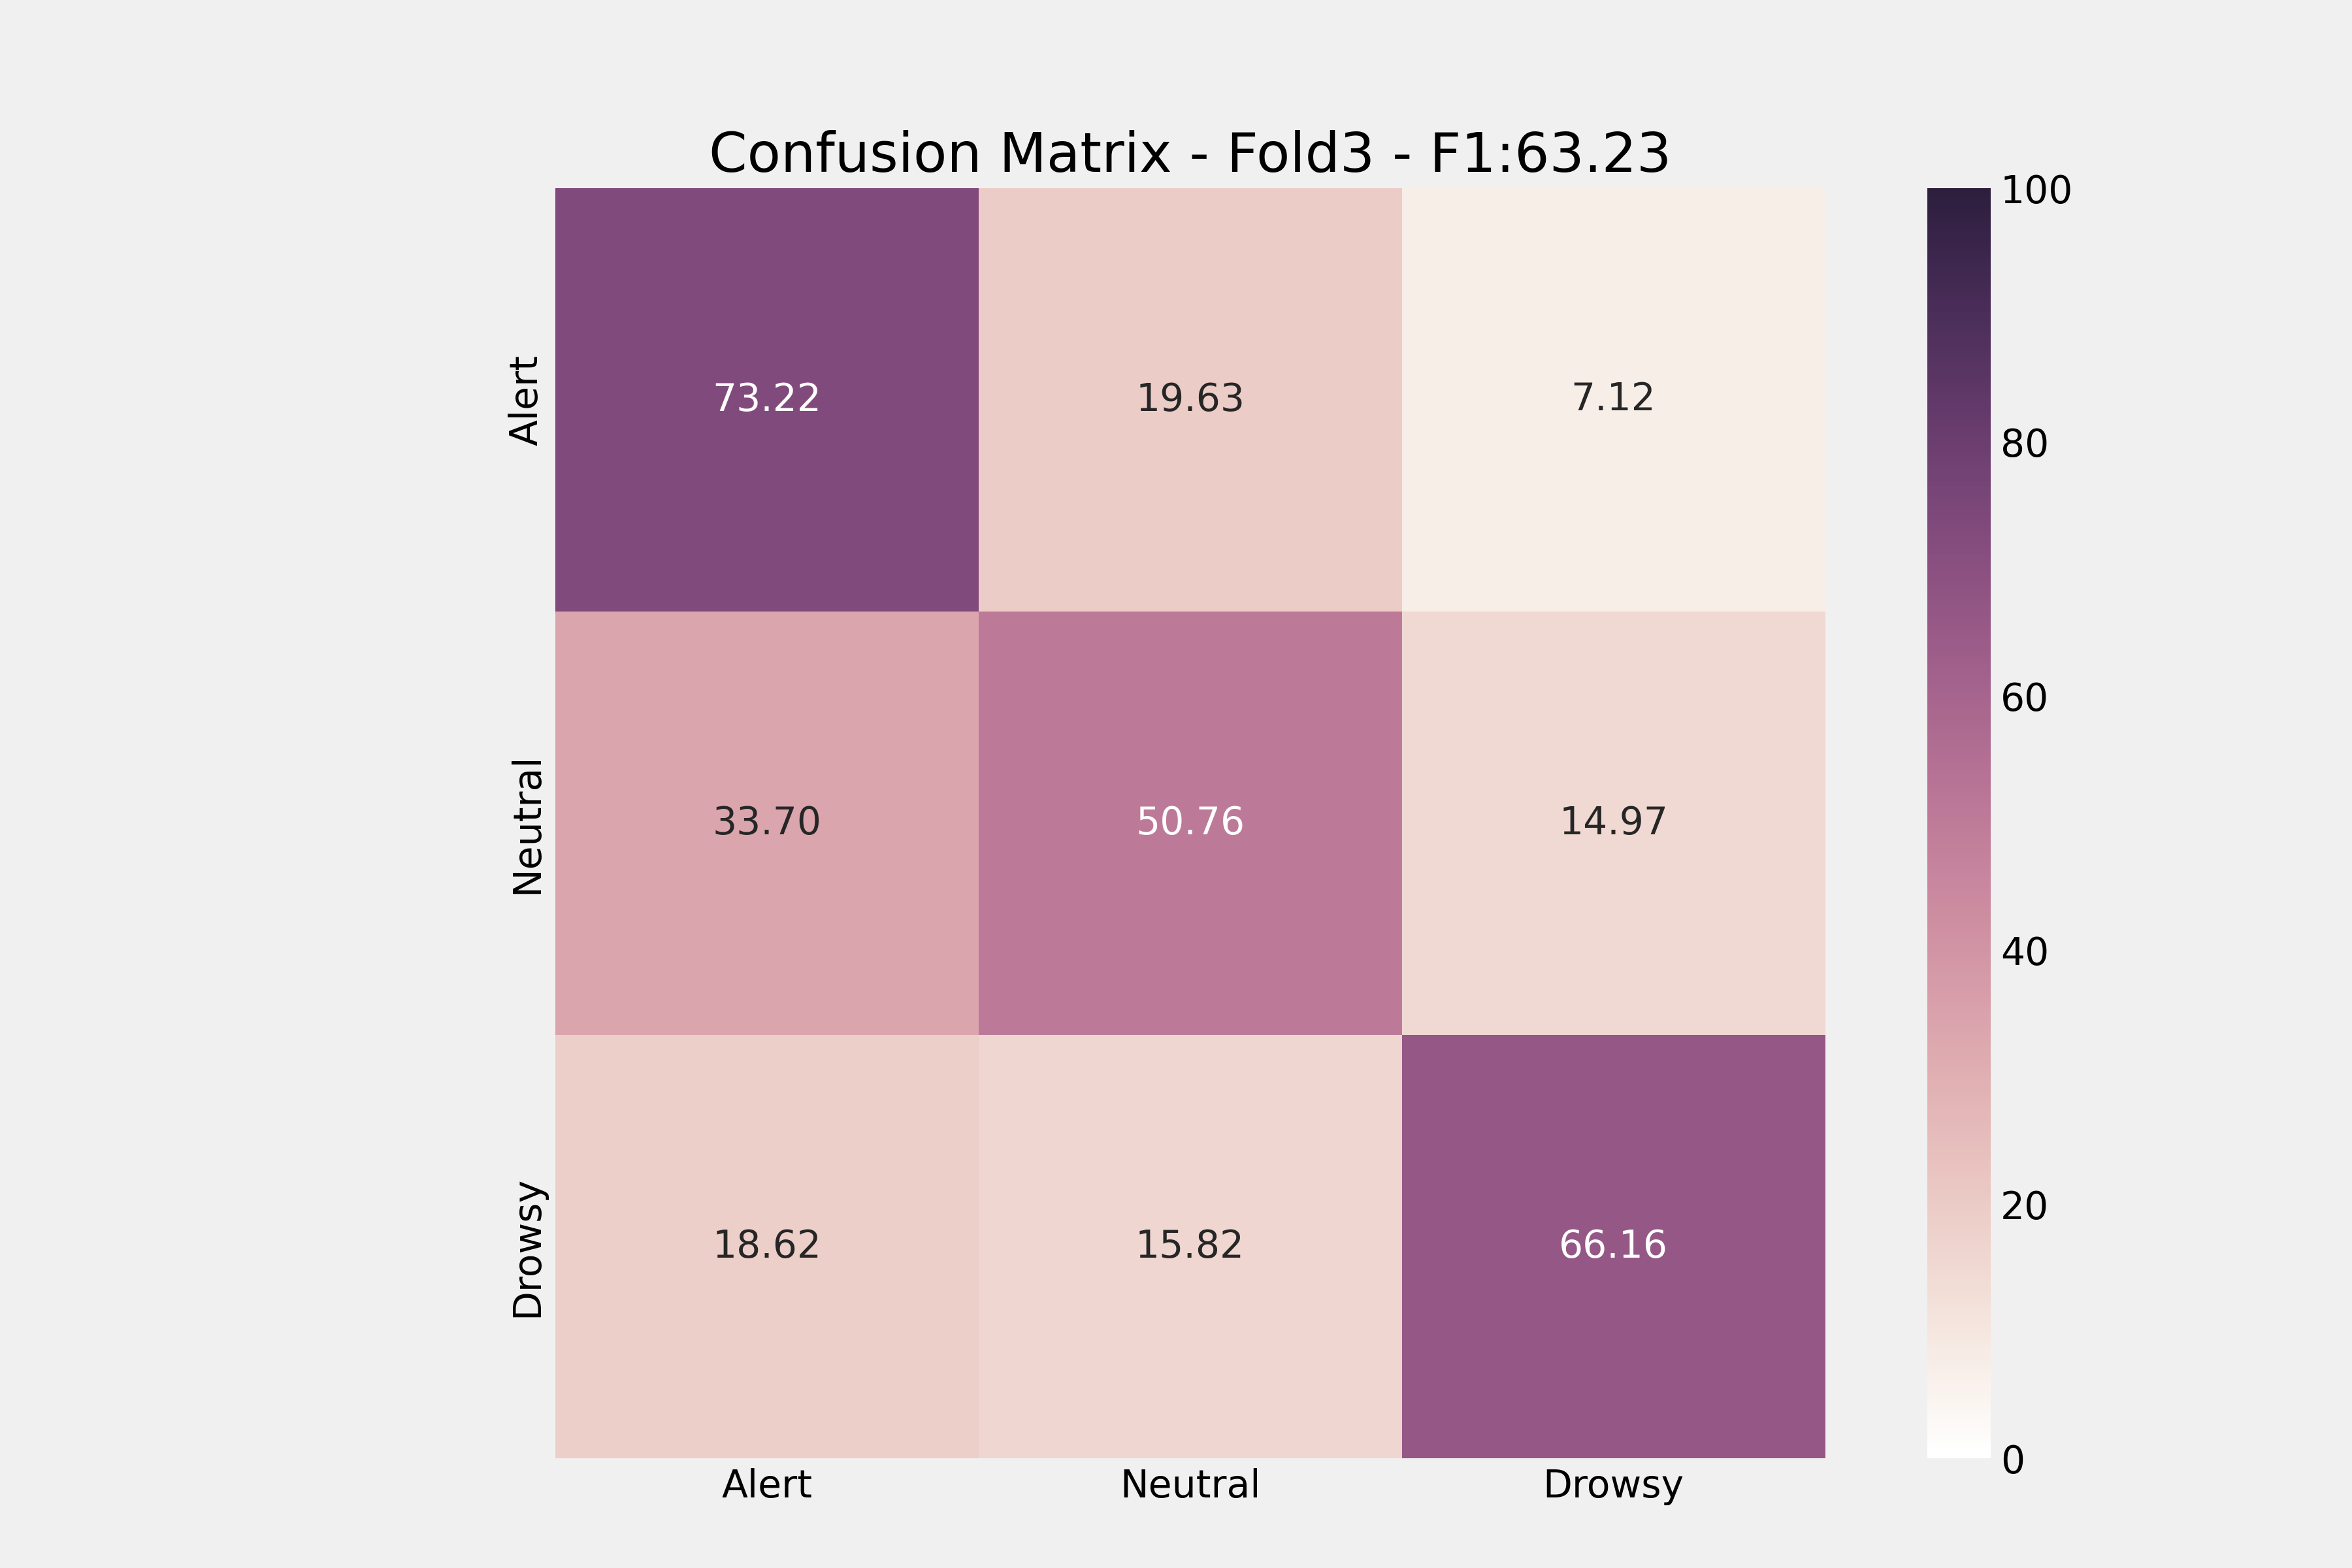 Confusion Matrix - Fold3 - F1:63.23
Alert 73.22 19.63 7.12
Neutral 33.70 50.76 14.97
Drowsy 18.62 15.82 66.16
Alert Neutral Drowsy
100
80
60
40
20
0